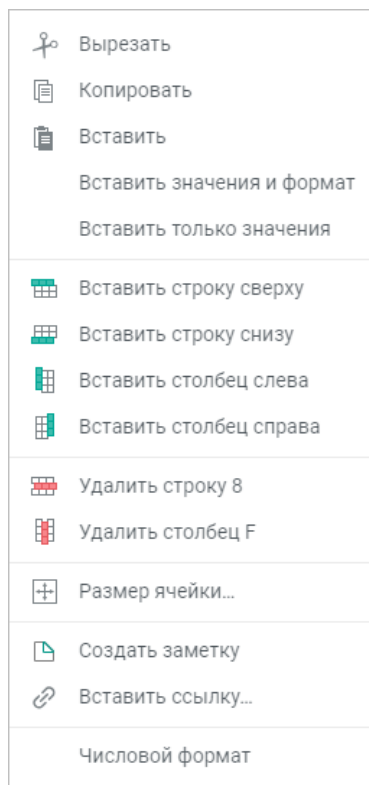 Вырезать
Копировать
Вставить
Вставить значения и формат
Вставить только значения
Вставить строку сверху
Вставить строку снизу
Вставить столбец слева
Вставить столбец справа
Удалить строку 8
Удалить столбец F
Размер ячейки...
Создать заметку
Вставить ссылку...
Числовой формат